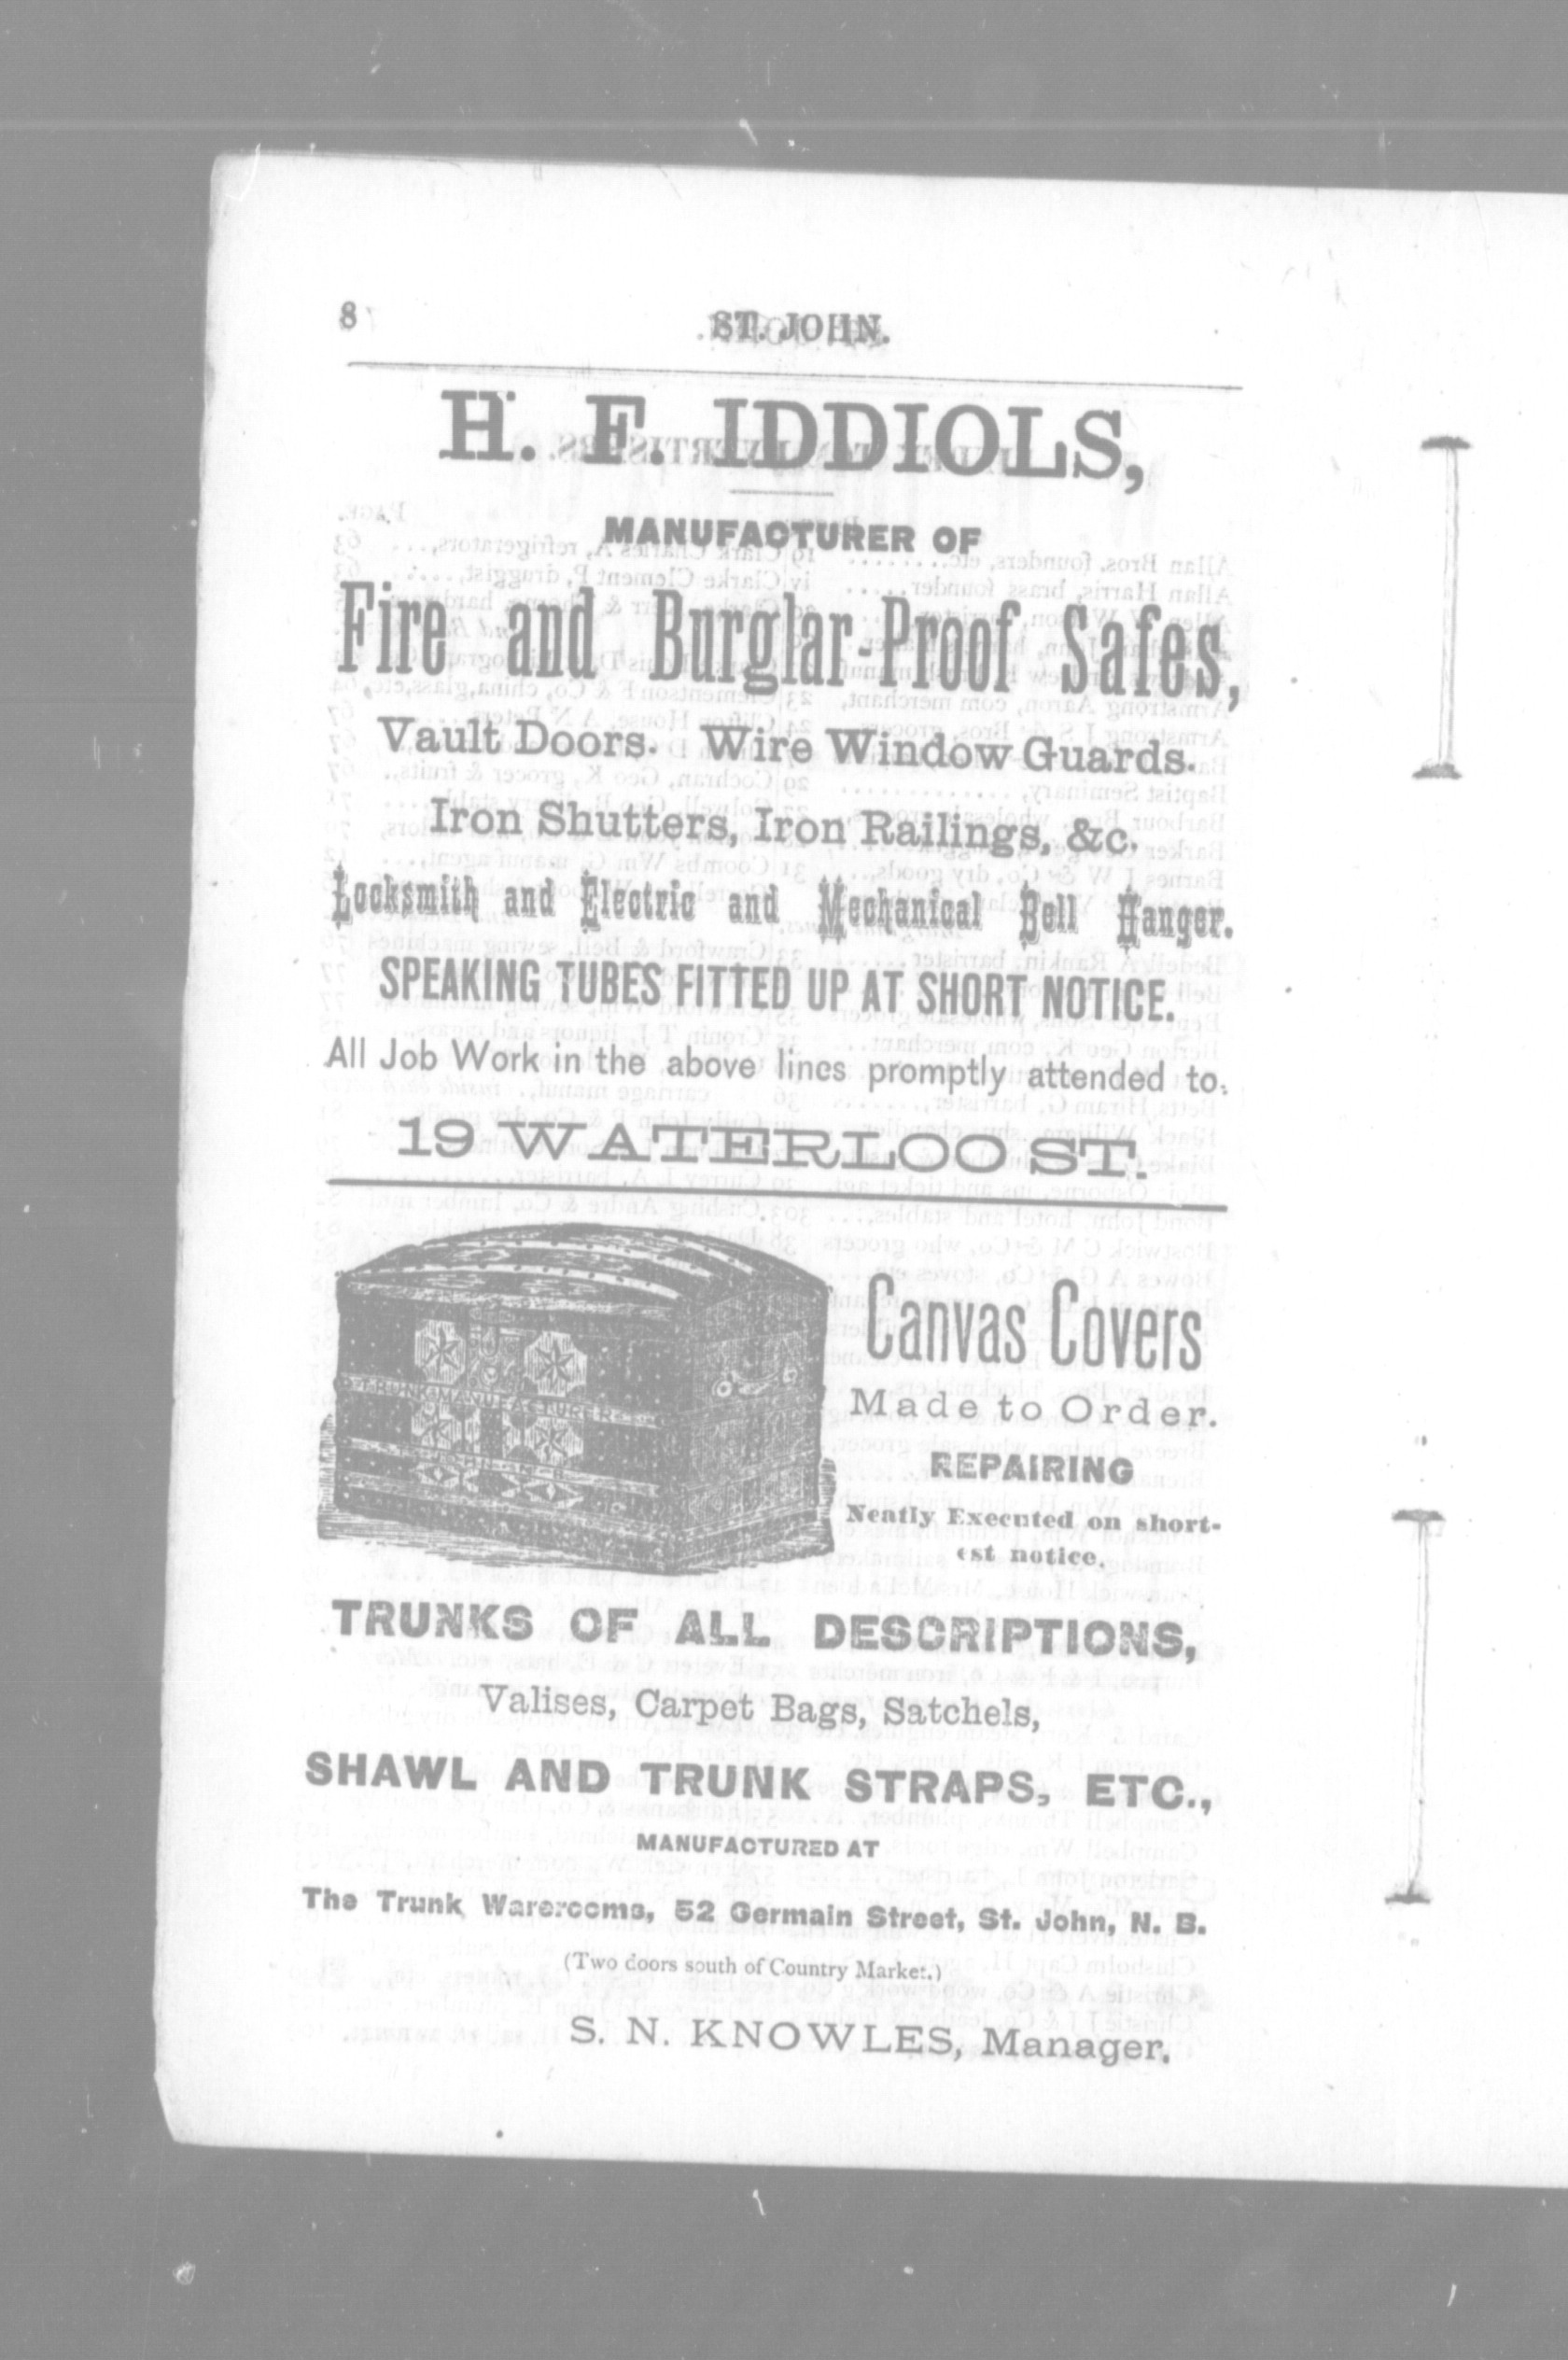 8 ST. JOHN.
H. F. IDDIOLS,
MANUFACTURER OF
Fire and Burglar-Proof Safes,
Vault Doors. Wire Window Guards.
Iron Shutters, Iron Railings, &c.
Locksmith and Electric and Mechanical Bell Hanger.
SPEAKING TUBES FITTED UP AT SHORT NOTICE.
All Job Work in the above lines promptly attended to.
19 WATERLOO ST.
TRUNK MANUFACTURER
Canvas Covers
Made to Order.
REPAIRING
Neatly Executed on short-
est notice.
TRUNKS OF ALL DESCRIPTIONS,
Valises, Carpet Bags, Satchels,
SHAWL AND TRUNK STRAPS, ETC.,
MANUFACTURED AT
The Trunk Warerooms, 52 Germain Street, St. John, N. B.
(Two doors south of Country Market.)
S. N. KNOWLES, Manager.